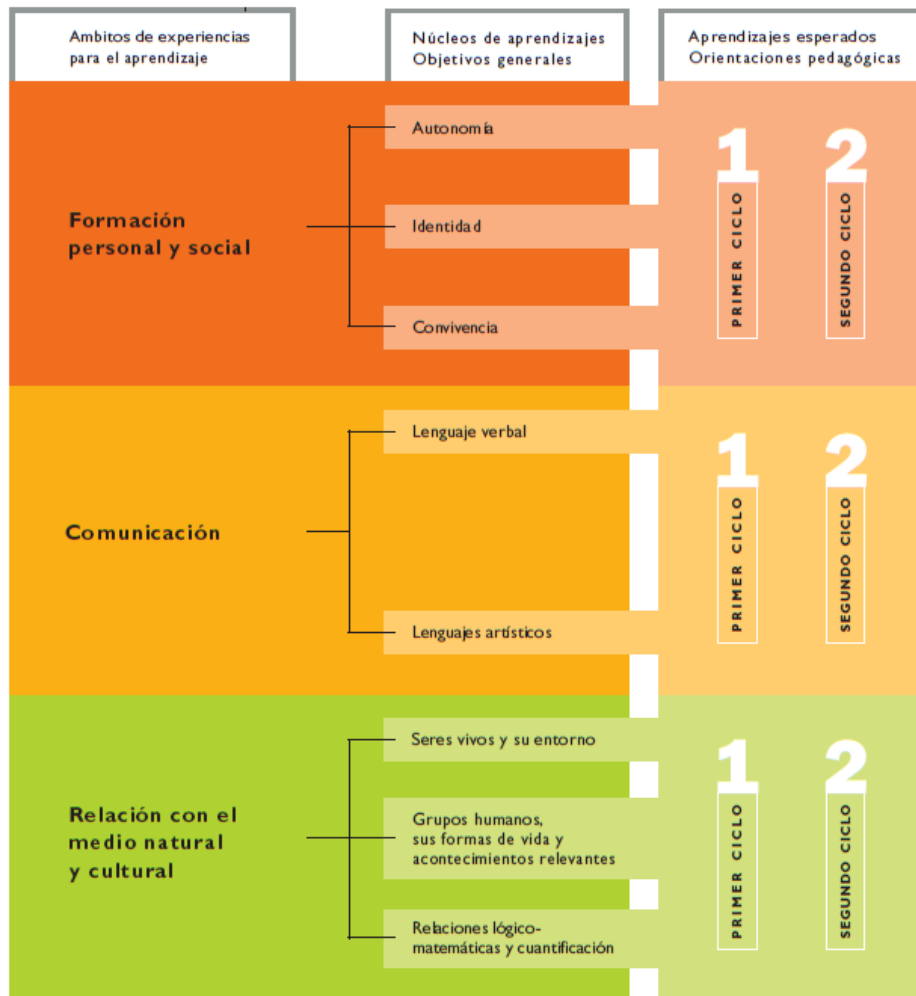 Ambitos de experiencias
para el aprendizaje
Núcleos de aprendizajes
Objetivos generales
Aprendizajes esperados
Orientaciones pedagógicas
Formación
personal y social
Autonomía
Identidad
Convivencia
1
PRIMER CICLO
2
SEGUNDO CICLO
Comunicación
Lenguaje verbal
Lenguajes artísticos
1
PRIMER CICLO
2
SEGUNDO CICLO
Relación con el
medio natural
y cultural
Seres vivos y su entorno
Grupos humanos,
sus formas de vida y
acontecimientos relevantes
Relaciones lógico-
matemáticas y cuantificación
1
PRIMER CICLO
2
SEGUNDO CICLO